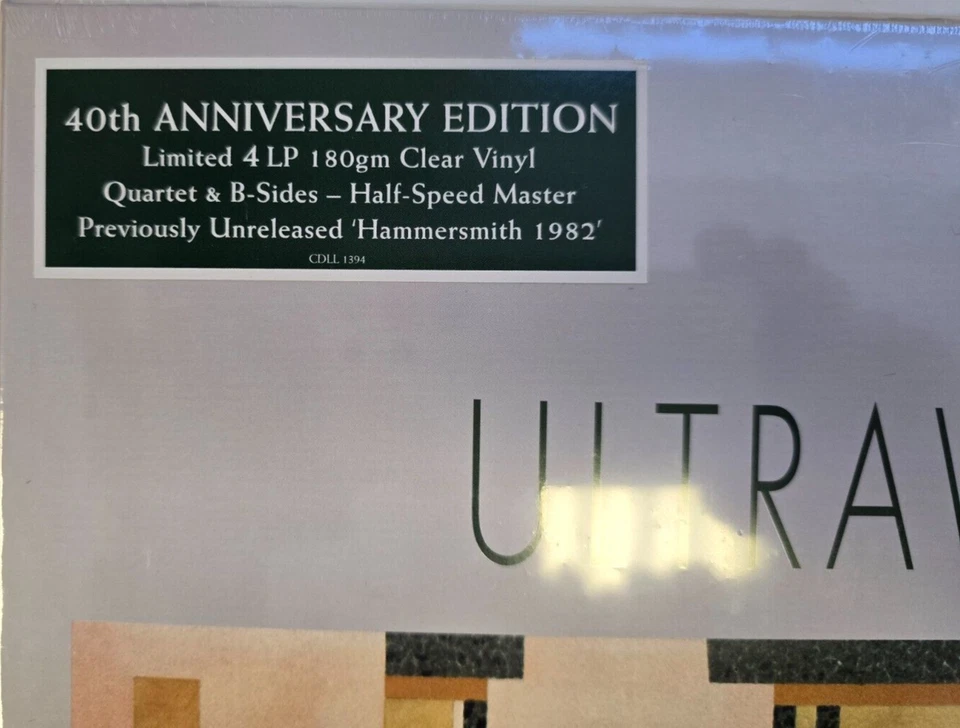 40th ANNIVERSARY EDITION
Limited 4 LP 180gm Clear Vinyl
Quartet & B-Sides – Half-Speed Master
Previously Unreleased ‘Hammersmith 1982’
CDLL 1394
ULTRAV